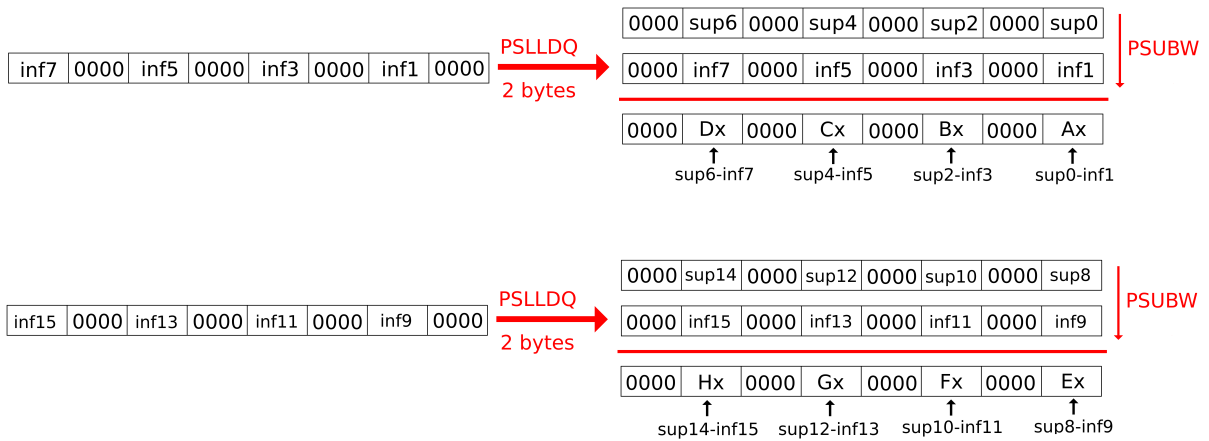 0000 sup6 0000 sup4 0000 sup2 0000 sup0
PSLLDQ
PSUBW
inf7 0000 inf5 0000 inf3 0000 inf1 0000
0000 inf7 0000 inf5 0000 inf3 0000 inf1
2 bytes
0000 Dx 0000 Cx 0000 Bx 0000 Ax
sup6-inf7 sup4-inf5 sup2-inf3 sup0-inf1
0000 sup14 0000 sup12 0000 sup10 0000 sup8
PSLLDQ
PSUBW
inf15 0000 inf13 0000 inf11 0000 inf9 0000
0000 inf15 0000 inf13 0000 inf11 0000 inf9
2 bytes
0000 Hx 0000 Gx 0000 Fx 0000 Ex
sup14-inf15 sup12-inf13 sup10-inf11 sup8-inf9